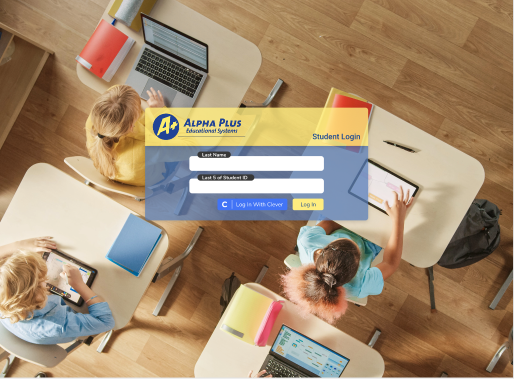 A+ ALPHA PLUS
Educational Systems
Student Login
Last Name
Last 5 of Student ID
C Log In With Clever
Log In